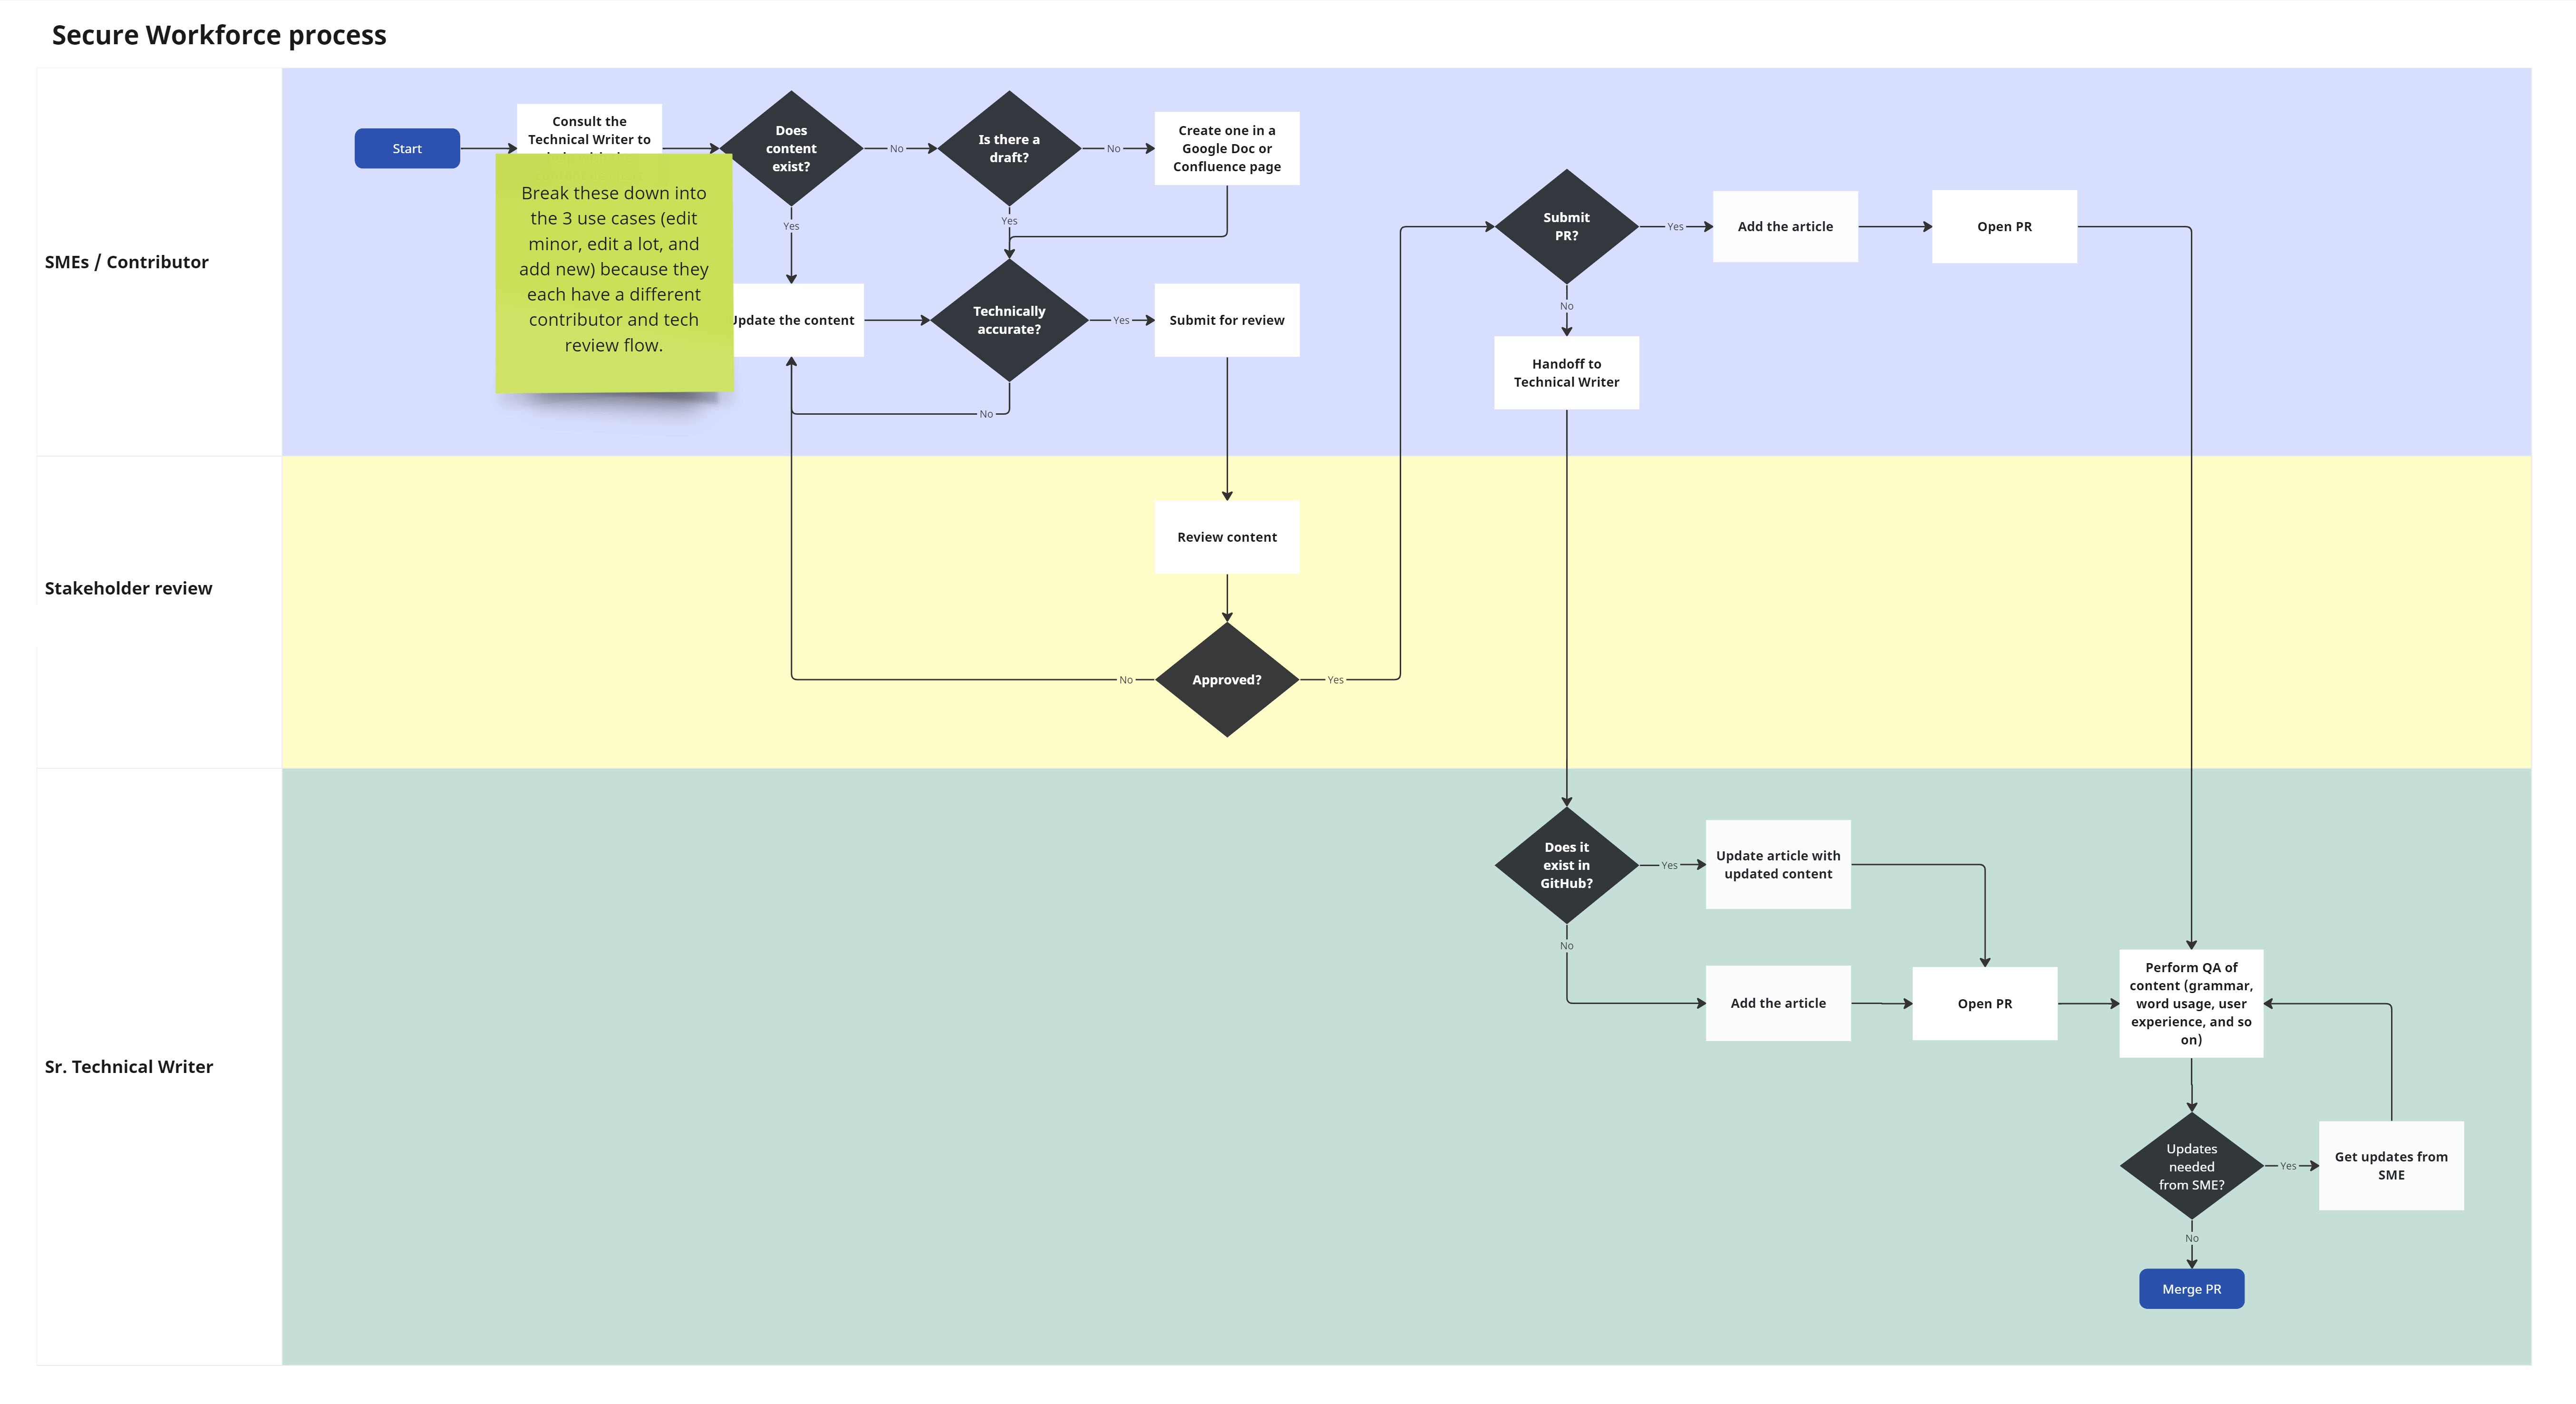 Secure Workforce process
SMEs / Contributor
Start
Consult the
Technical Writer to
Does
content
exist?
No
Is there a
draft?
No
Create one in a
Google Doc or
Confluence page
Yes
Yes
Break these down into
the 3 use cases (edit
minor, edit a lot, and
add new) because they
each have a different
contributor and tech
review flow.
Update the content
Technically
accurate?
Yes
Submit for review
No
Submit
PR?
Yes
Add the article
Open PR
No
Handoff to
Technical Writer
Stakeholder review
Review content
No
Approved?
Yes
Sr. Technical Writer
Does it
exist in
GitHub?
Yes
Update article with
updated content
No
Add the article
Open PR
Perform QA of
content (grammar,
word usage, user
experience, and so
on)
Updates
needed
from SME?
Yes
Get updates from
SME
No
Merge PR